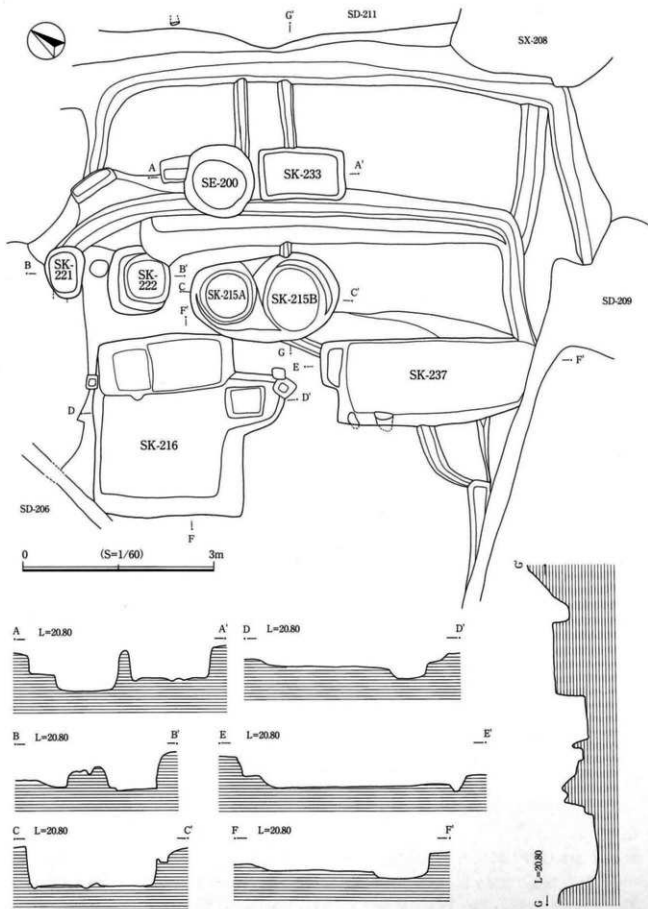 G'
SD-211
SX-208
A
SE-200
SK-233
A'
B
SK-
221
SK-
222
B'
C
SK-215A
SK-215B
C'
F'
G
E
SD-209
F'
SK-237
D
D'
SK-216
SD-206
F
0 (S=1/60) 3m
A L=20.80 A'
D L=20.80 D'
B L=20.80 B'
E L=20.80 E'
C L=20.80 C'
F L=20.80 F'
G'
G L=20.80